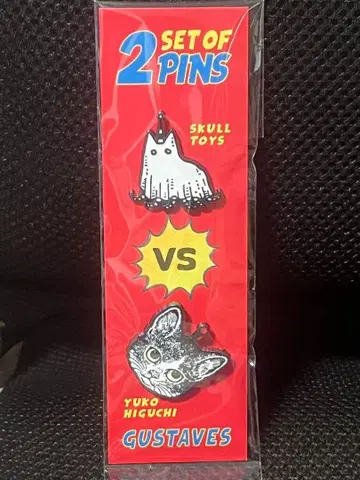 2 SET OF
PINS
SKULL
TOYS
VS
YUKO
HIGUCHI
GUSTAVES